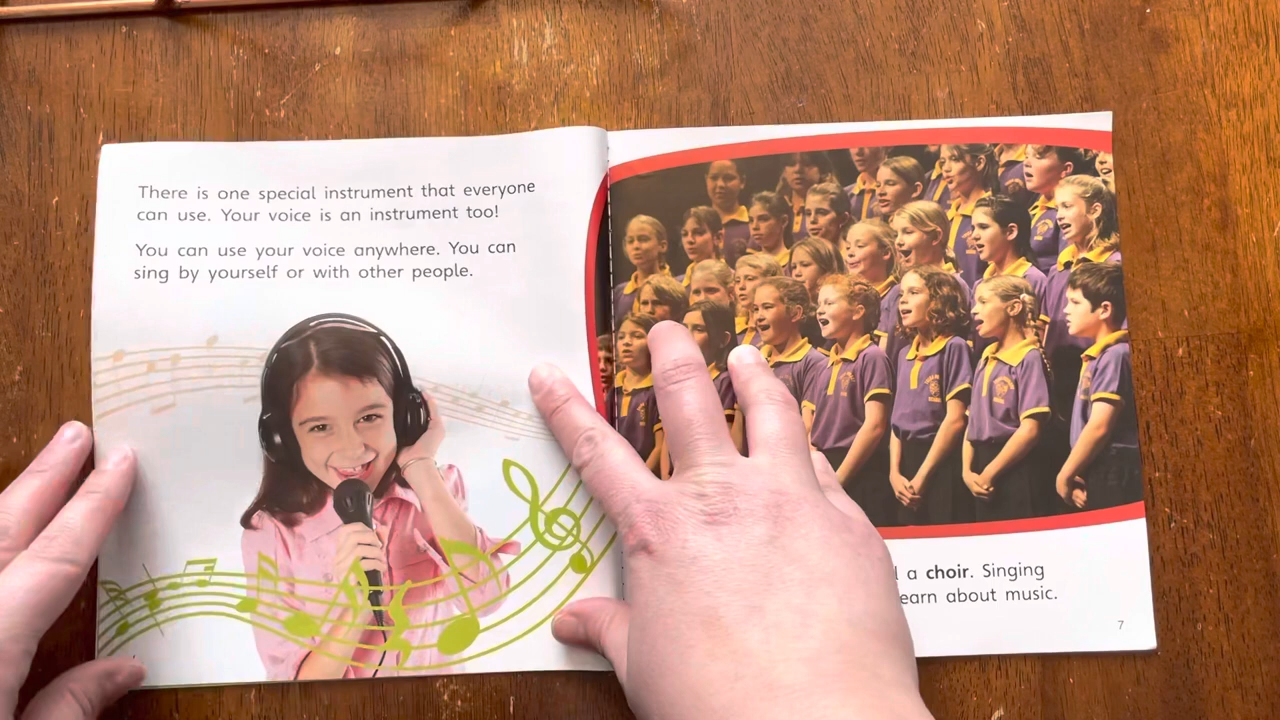 There is one special instrument that everyone
can use. Your voice is an instrument too!
You can use your voice anywhere. You can
sing by yourself or with other people.
a choir. Singing
about music.
7